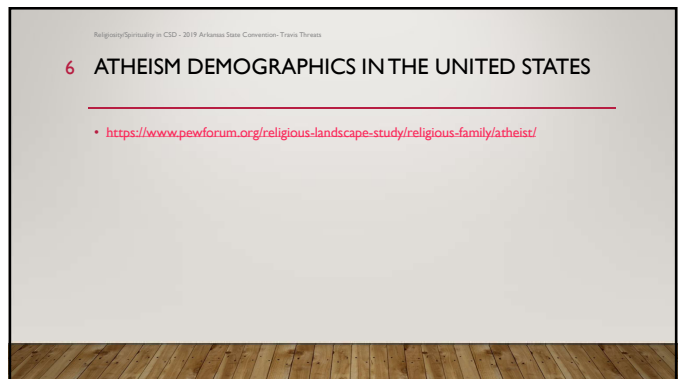 Religiosity/Spirituality in CSD - 2019 Arkansas State Convention- Travis Threats
6 ATHEISM DEMOGRAPHICS IN THE UNITED STATES
• https://www.pewforum.org/religious-landscape-study/religious-family/atheist/